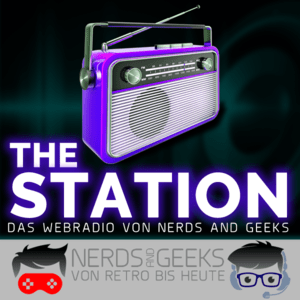 THE
STATION
DAS WEBRADIO VON NERDS AND GEEKS
NERDS AND GEEKS
VON RETRO BIS HEUTE